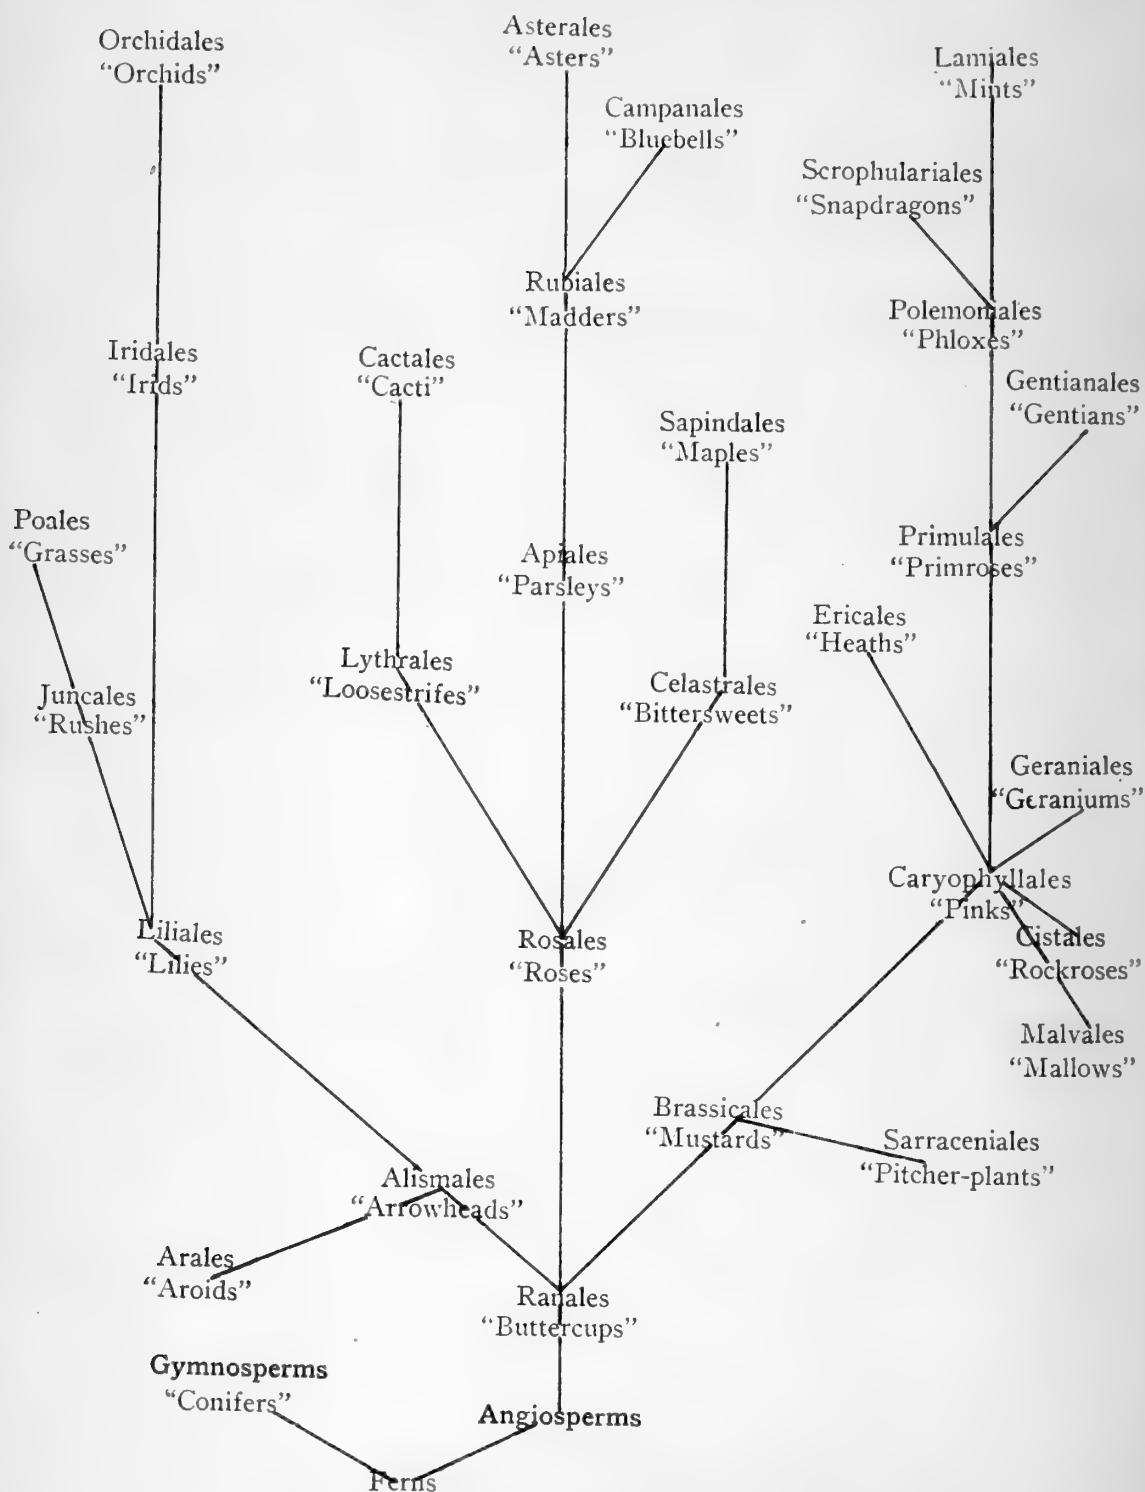 Asterales
"Asters"
Orchidales
"Orchids"
Lamiales
"Mints"
Campanales
"Bluebells"
Scrophulariales
"Snapdragons"
Rubiales
"Madders"
Polemoniales
"Phloxes"
Iridales
"Irids"
Cactales
"Cacti"
Gentianales
"Gentians"
Sapindales
"Maples"
Poales
"Grasses"
Apiales
"Parsleys"
Primulales
"Primroses"
Ericales
"Heaths"
Lythrales
"Loosestrifes"
Celastrales
"Bittersweets"
Juncales
"Rushes"
Geraniales
"Geraniums"
Caryophyllales
"Pinks"
Liliales
"Lilies"
Rosales
"Roses"
Cistales
"Rockroses"
Malvales
"Mallows"
Brassicales
"Mustards"
Sarraceniales
"Pitcher-plants"
Alismales
"Arrowheads"
Arales
"Aroids"
Ranales
"Buttercups"
Gymnosperms
"Conifers"
Angiosperms
Ferns